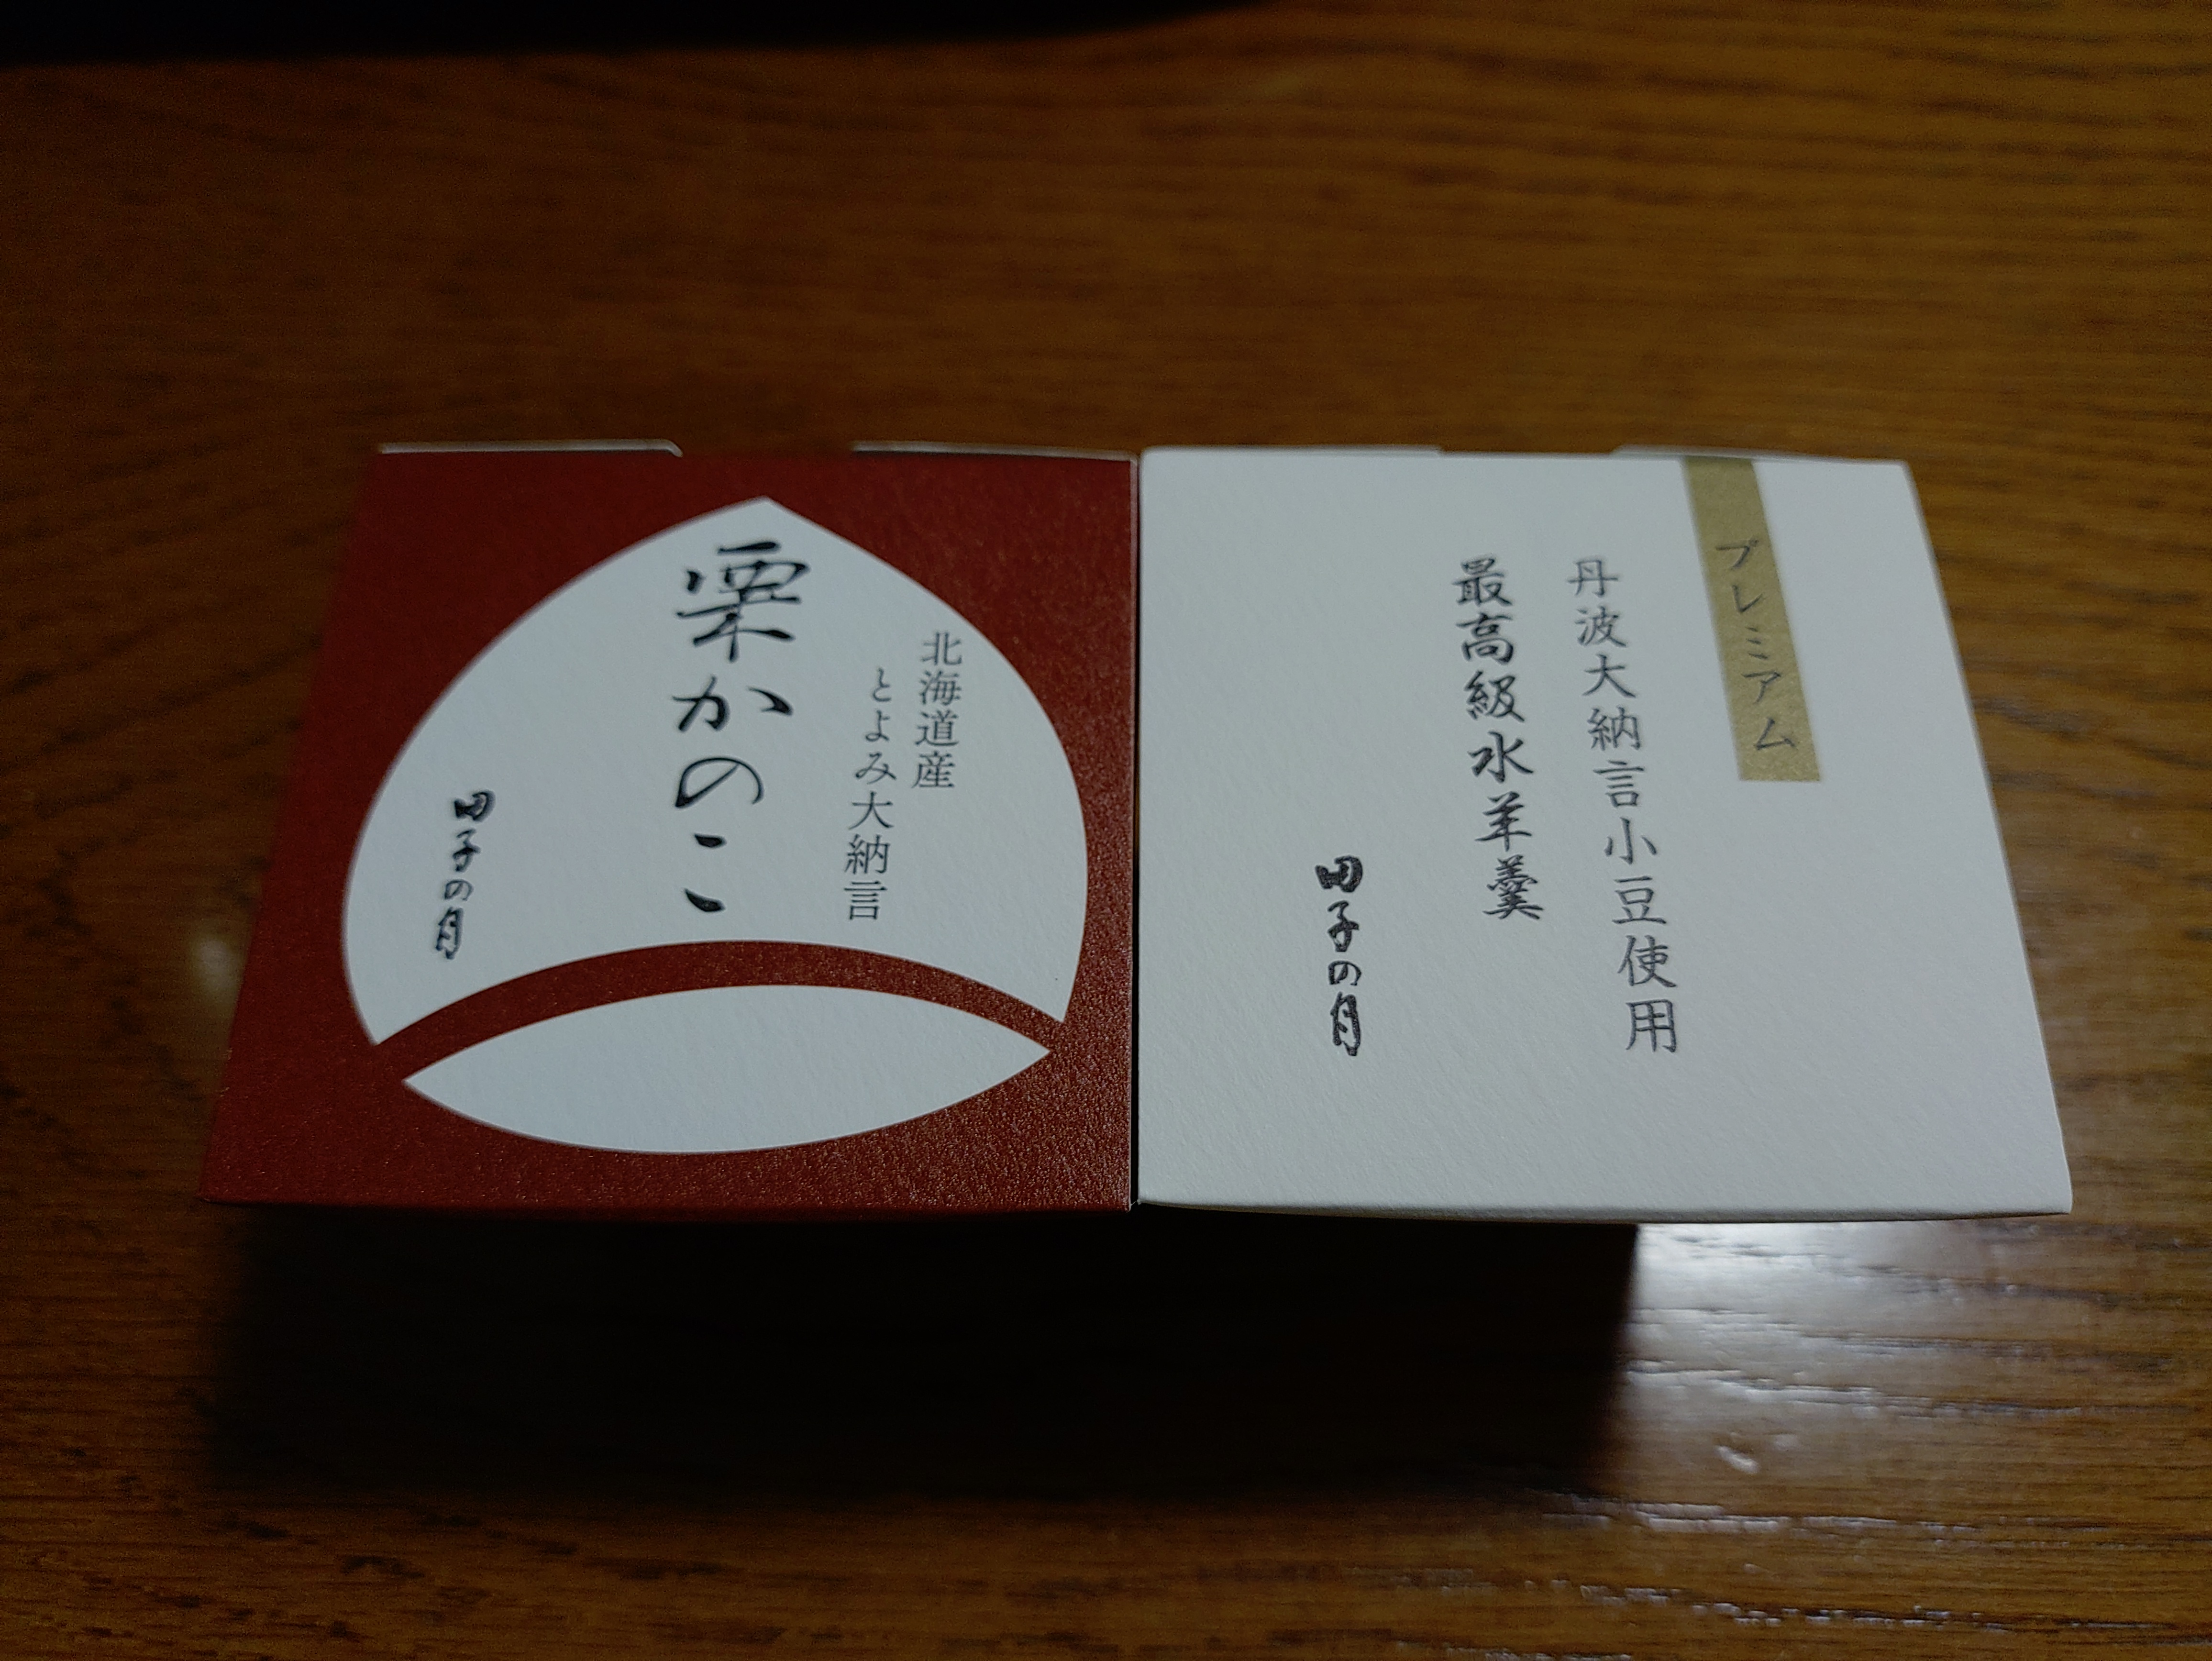 北海道産
とよみ大納言
栗かのこ
田子の月
プレミアム
丹波大納言小豆使用
最高級水羊羹
田子の月